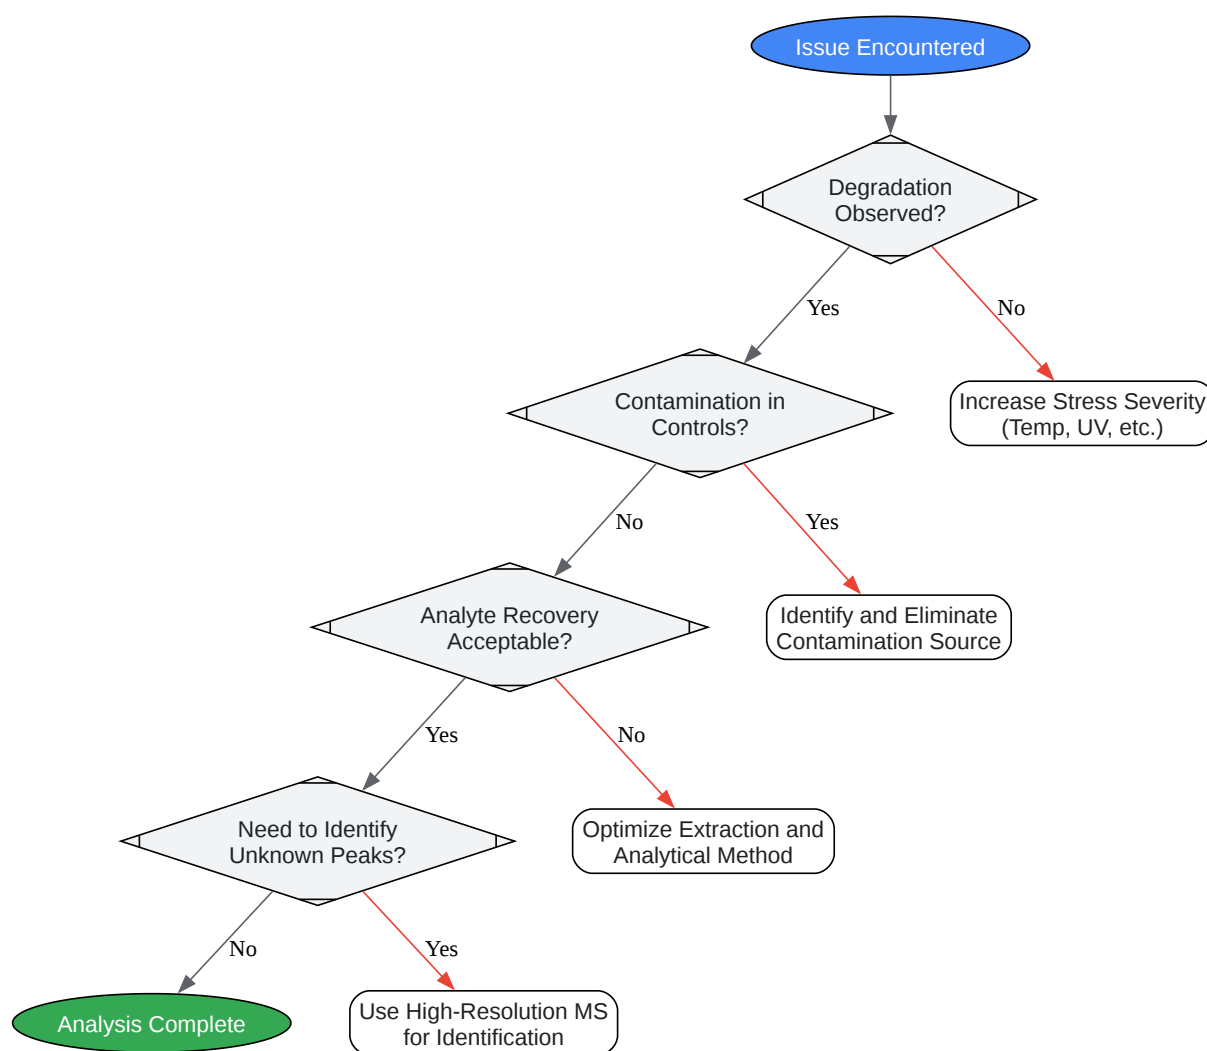 Issue Encountered
Degradation
Observed?
Yes
No
Contamination in
Controls?
Increase Stress Severity
(Temp, UV, etc.)
No
Yes
Analyte Recovery
Acceptable?
Identify and Eliminate
Contamination Source
Yes
No
Need to Identify
Unknown Peaks?
Optimize Extraction and
Analytical Method
No
Yes
Analysis Complete
Use High-Resolution MS
for Identification